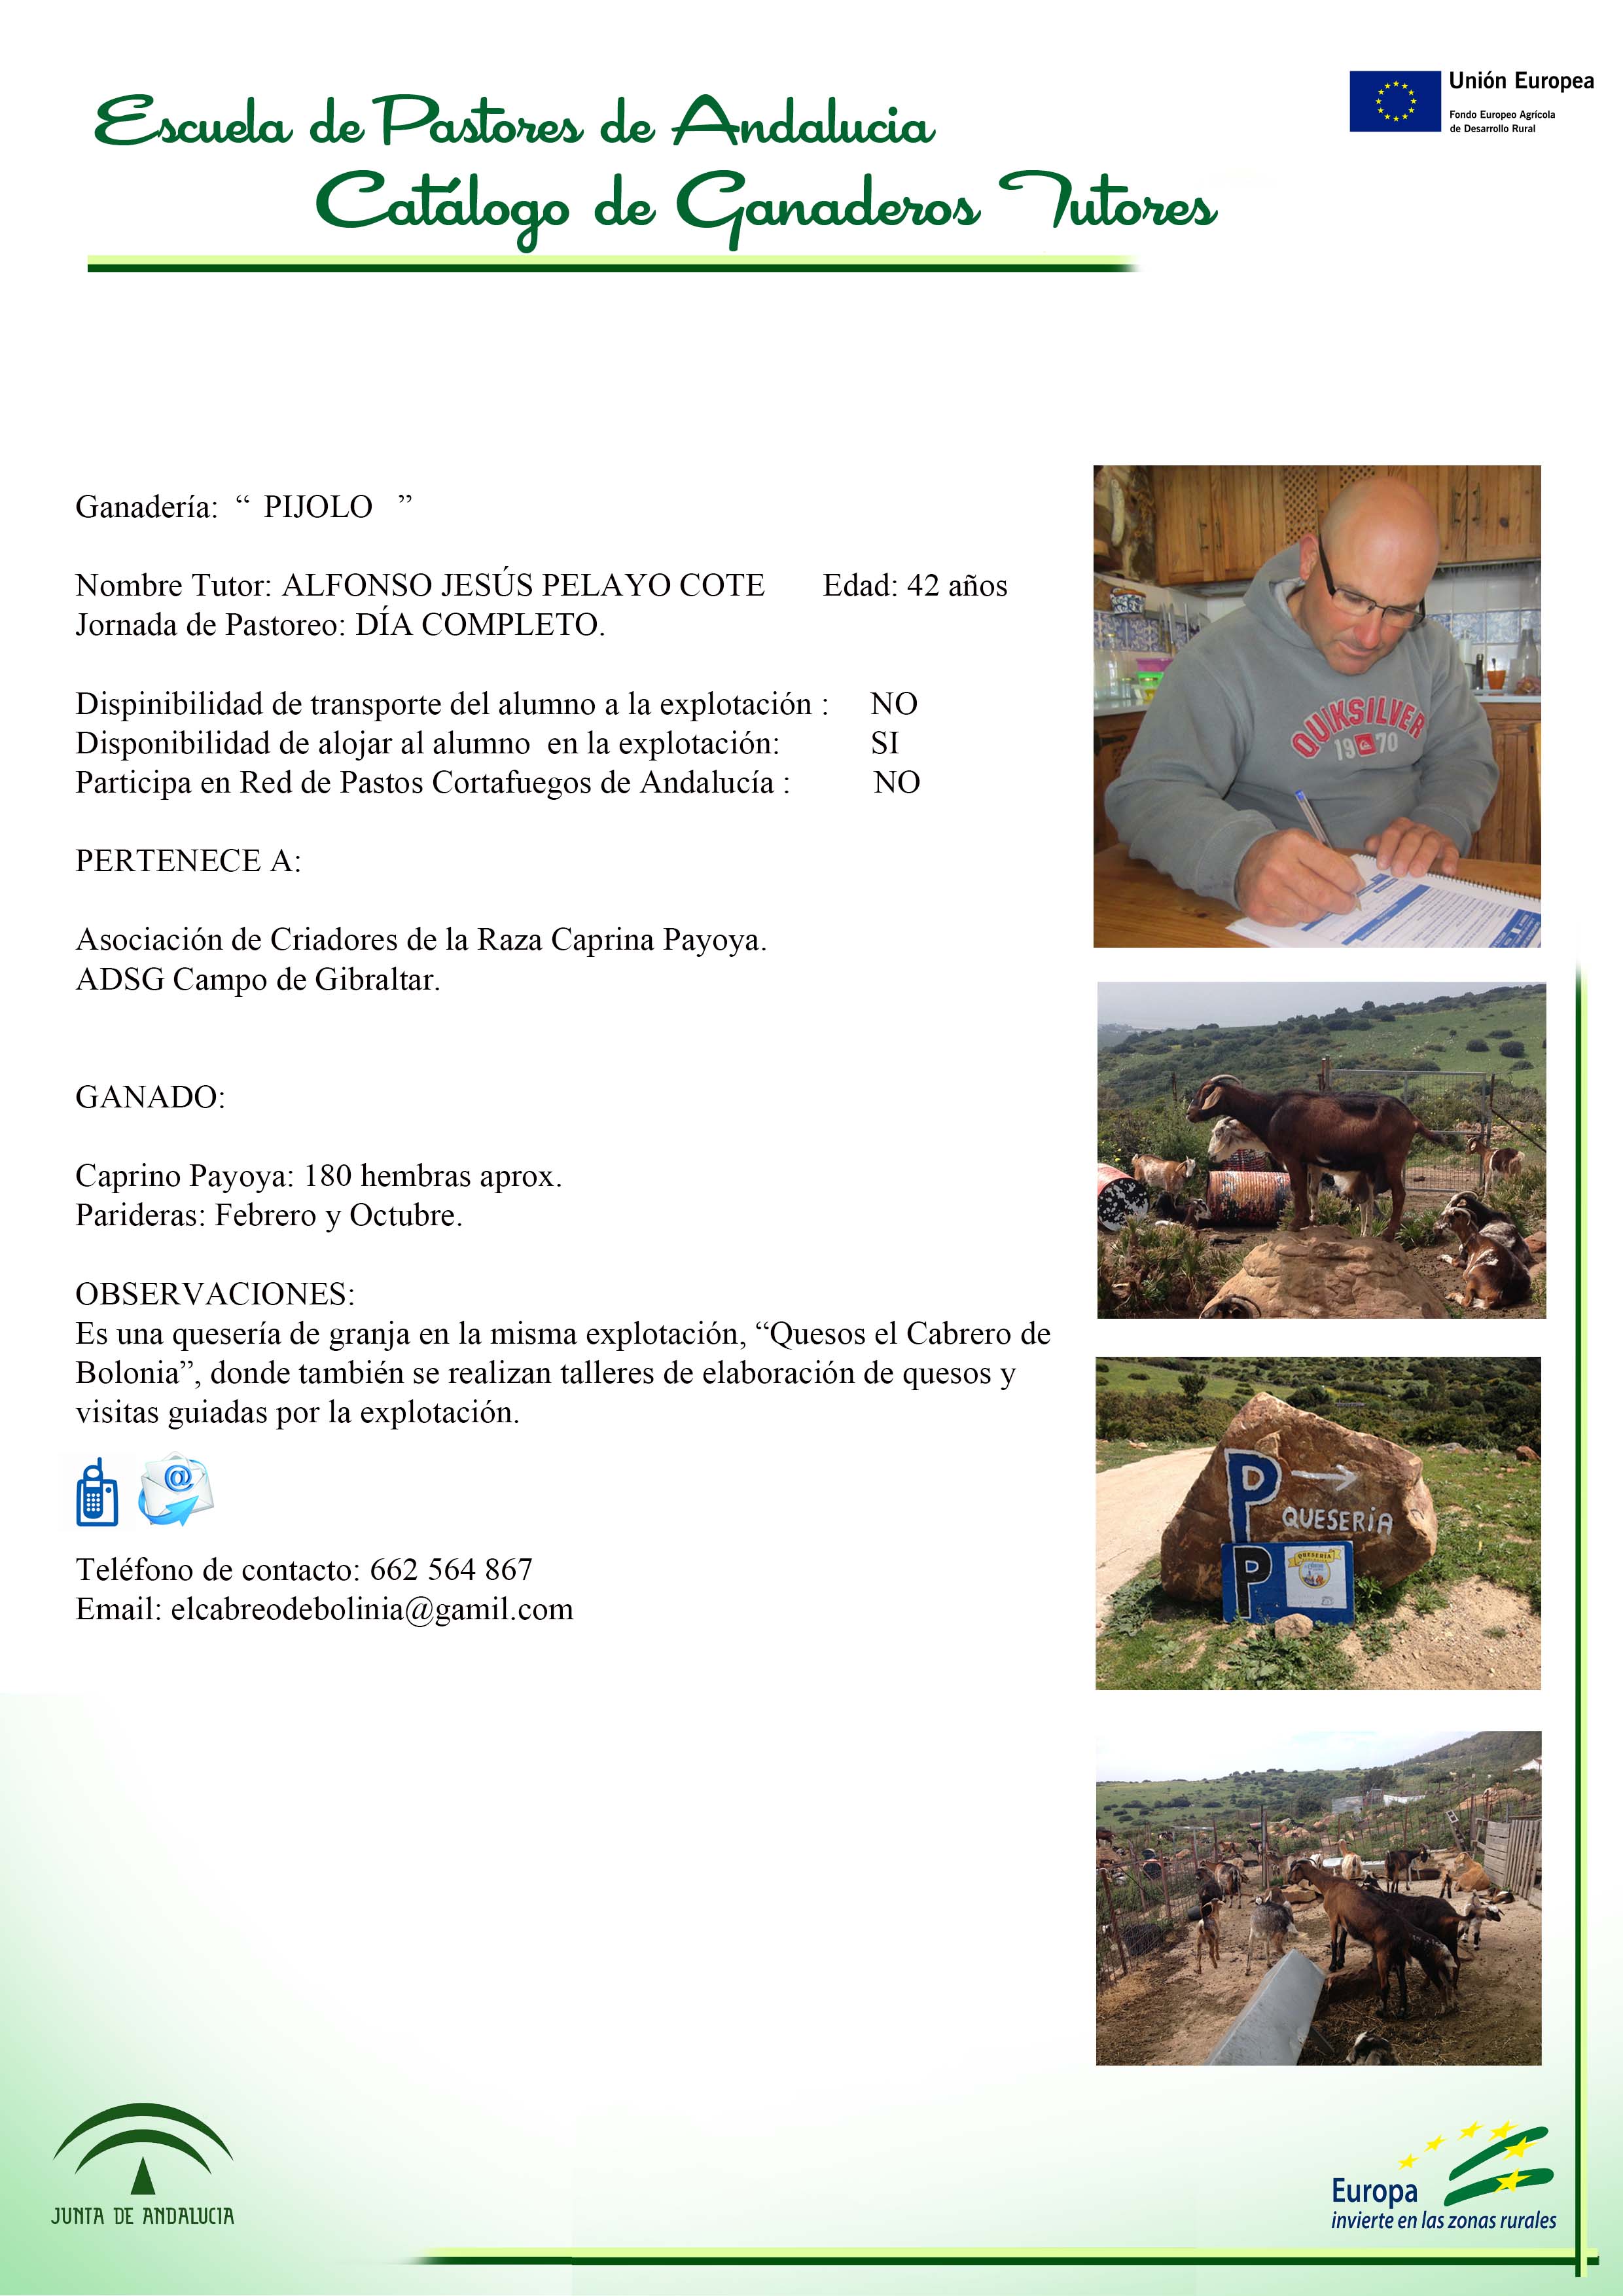 Escuela de Pastores de Andalucia
Catálogo de Ganaderos Tutores
Unión Europea
Fondo Europeo Agrícola
de Desarrollo Rural
Ganadería: “ PIJOLO ”
Nombre Tutor: ALFONSO JESÚS PELAYO COTE Edad: 42 años
Jornada de Pastoreo: DÍA COMPLETO.
Dispinibilidad de transporte del alumno a la explotación : NO
Disponibilidad de alojar al alumno en la explotación: SI
Participa en Red de Pastos Cortafuegos de Andalucía : NO
PERTENECE A:
Asociación de Criadores de la Raza Caprina Payoya.
ADSG Campo de Gibraltar.
GANADO:
Caprino Payoya: 180 hembras aprox.
Parideras: Febrero y Octubre.
OBSERVACIONES:
Es una quesería de granja en la misma explotación, “Quesos el Cabrero de
Bolonia”, donde también se realizan talleres de elaboración de quesos y
visitas guiadas por la explotación.
@
Teléfono de contacto: 662 564 867
Email: elcabreodebolinia@gamil.com
QUIKSILVER
19 70
P →
QUESERíA
P
QUESERIA
JUNTA DE ANDALUCIA
Europa
invierte en las zonas rurales